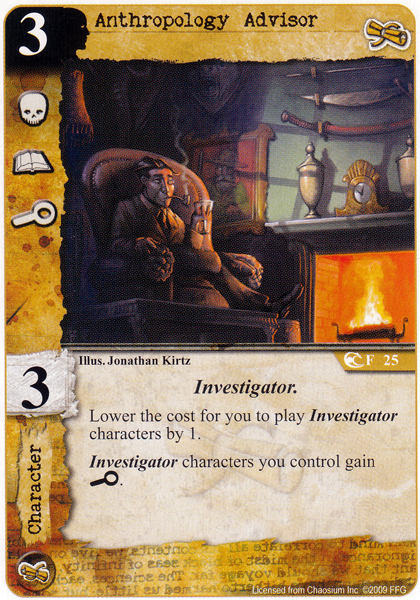 3
Anthropology Advisor
Illus. Jonathan Kirtz
F 25
3
Investigator.
Lower the cost for you to play Investigator
characters by 1.
Investigator characters you control gain
.
Character
Licensed from Chaosium Inc. ©2009 FFG